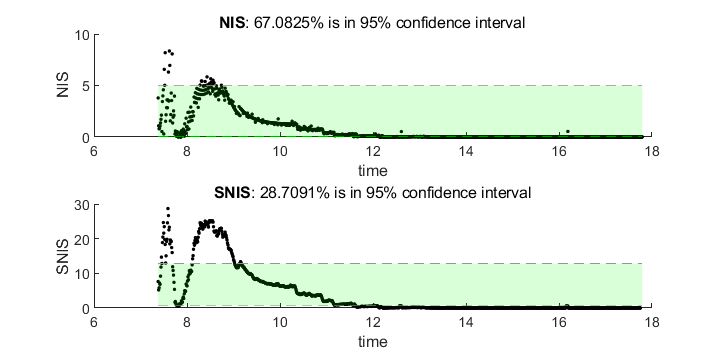 NIS: 67.0825% is in 95% confidence interval
10
5
0
NIS
6 8 10 12 14 16 18
time
SNIS: 28.7091% is in 95% confidence interval
30
20
10
0
SNIS
6 8 10 12 14 16 18
time